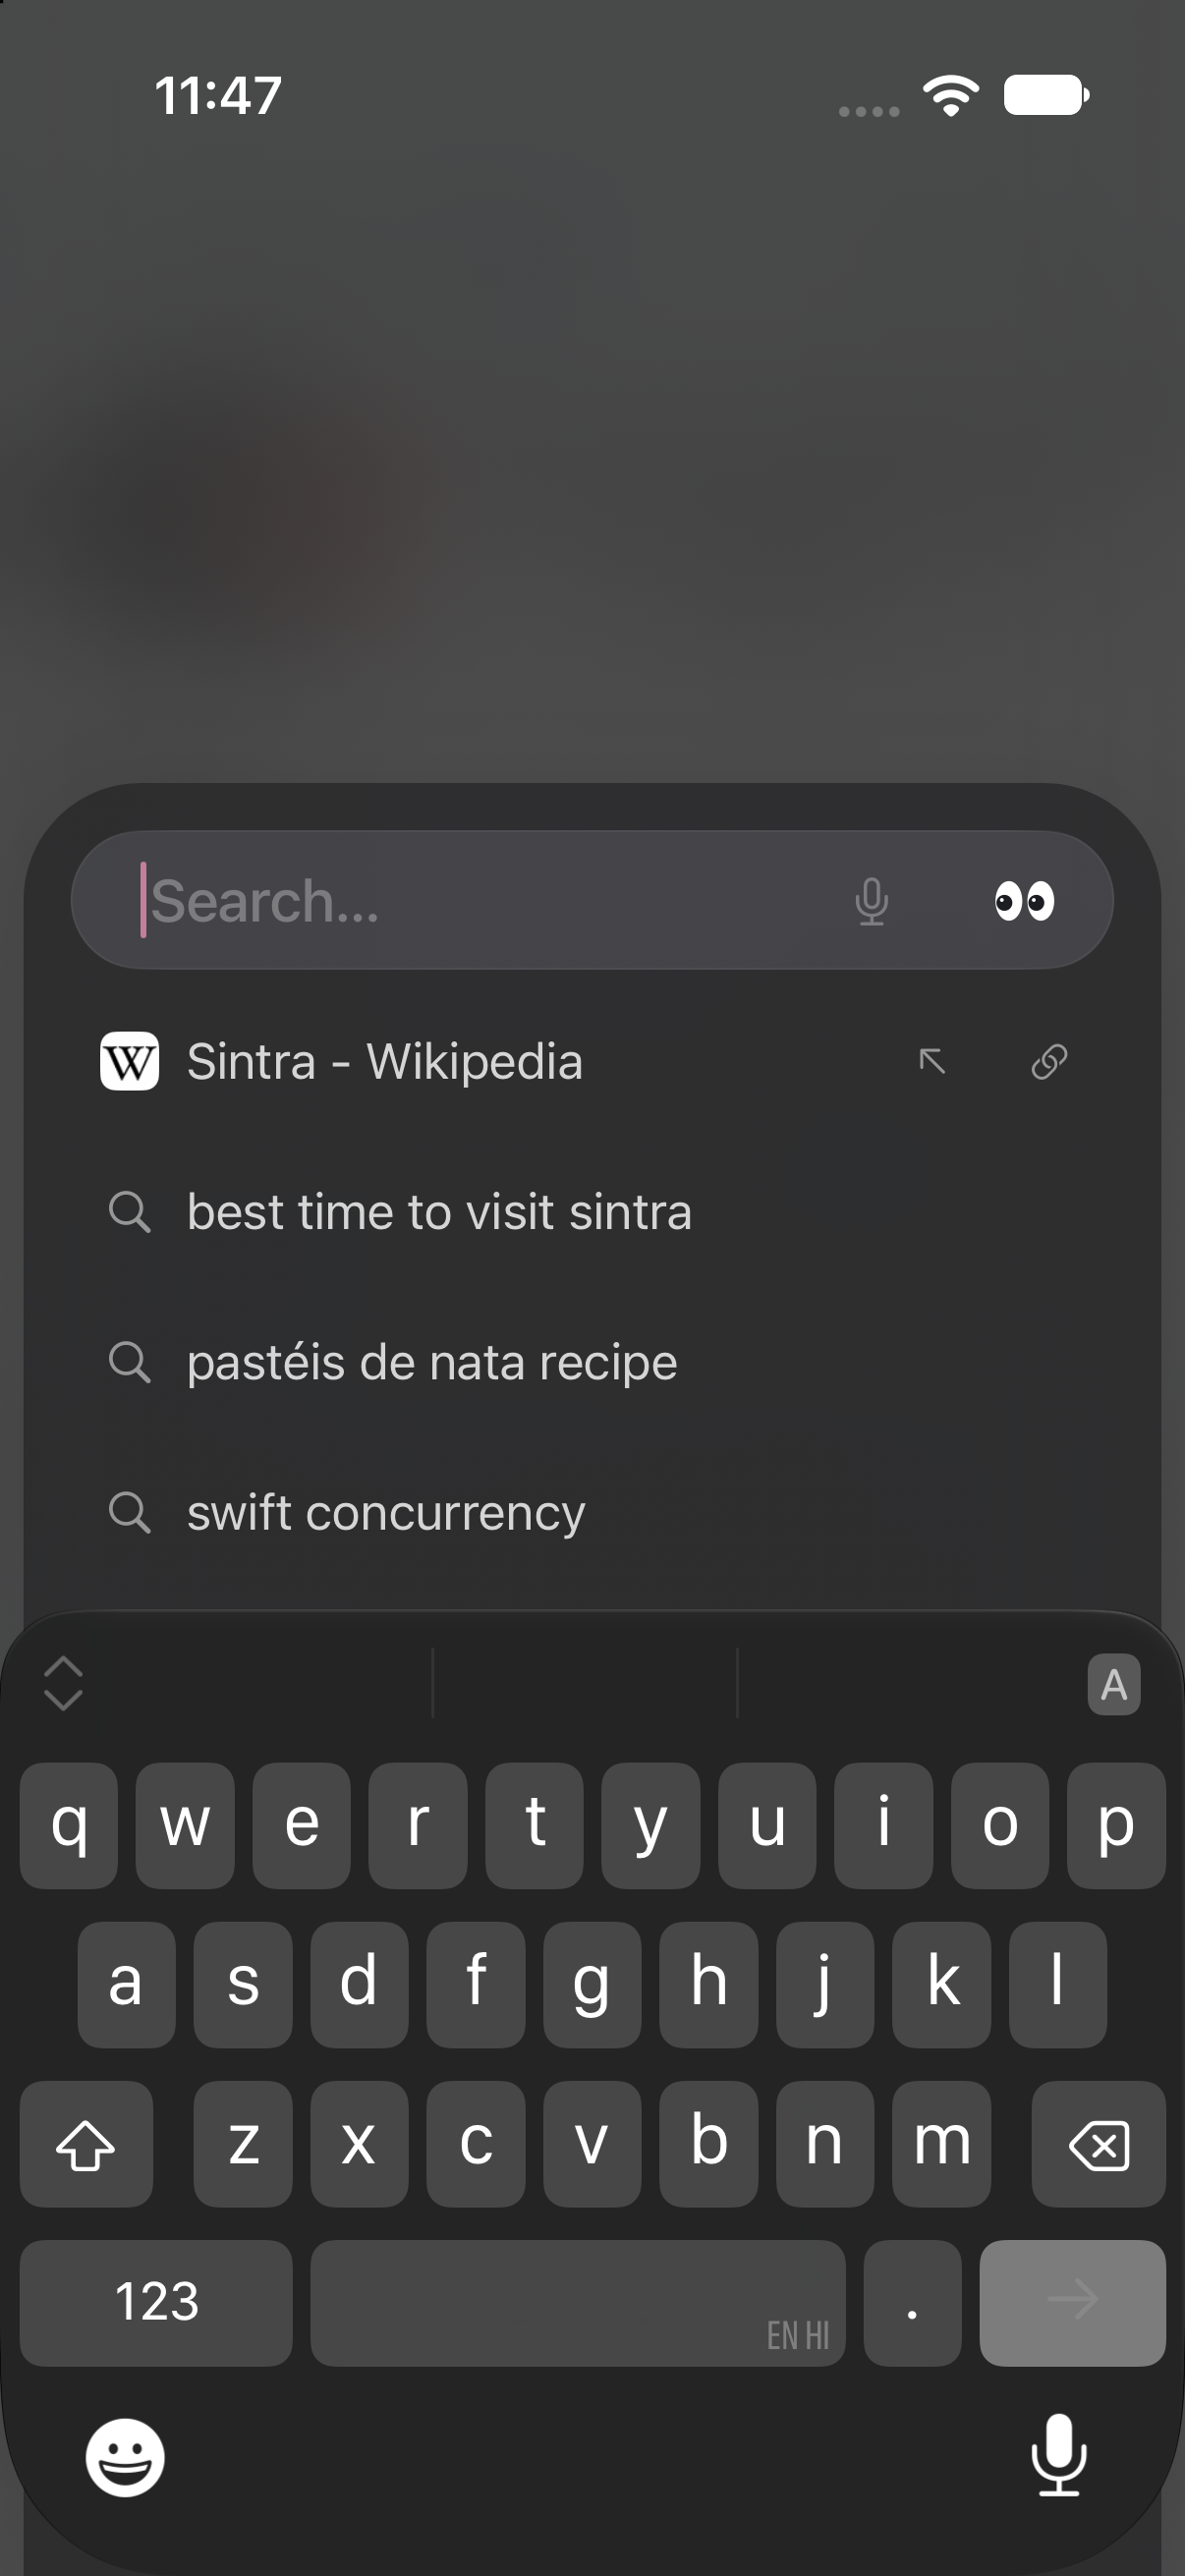 11:47
Search...
W Sintra - Wikipedia
best time to visit sintra
pastéis de nata recipe
swift concurrency
A
q w e r t y u i o p
a s d f g h j k l
z x c v b n m
123 EN HI .